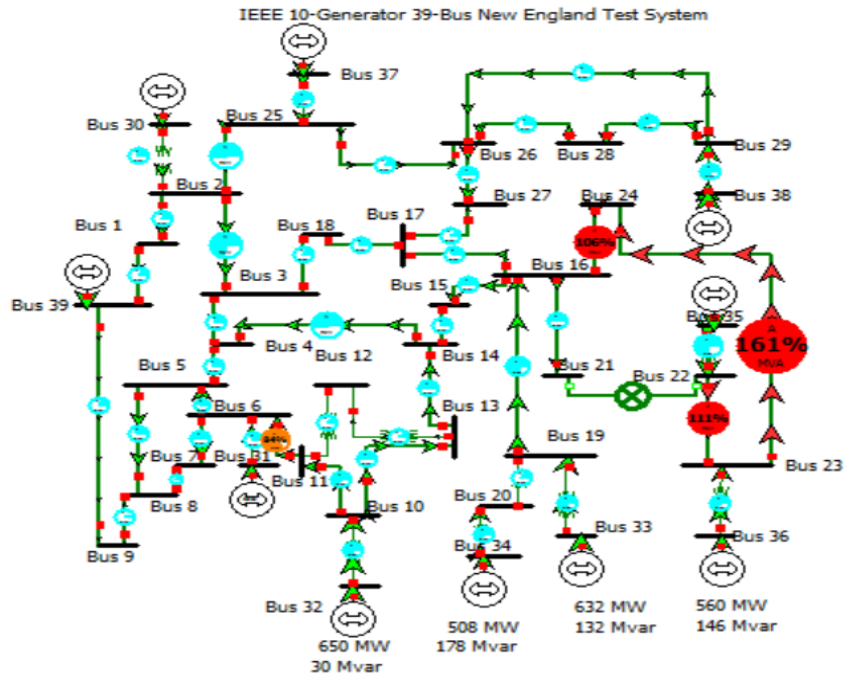 IEEE 10-Generator 39-Bus New England Test System
Bus 37
Bus 30
Bus 25
Bus 26
Bus 28
Bus 29
Bus 2
Bus 27
Bus 24
Bus 38
Bus 1
Bus 18
Bus 17
106%
Bus 39
Bus 3
Bus 15
Bus 16
Bus 35
A
161%
MVA
Bus 4
Bus 12
Bus 14
Bus 21
Bus 22
Bus 5
Bus 6
Bus 13
111%
Bus 7
Bus 31
Bus 11
Bus 19
Bus 23
Bus 8
Bus 10
Bus 20
Bus 9
Bus 34
Bus 33
Bus 36
Bus 32
650 MW
30 Mvar
508 MW
178 Mvar
632 MW
132 Mvar
560 MW
146 Mvar